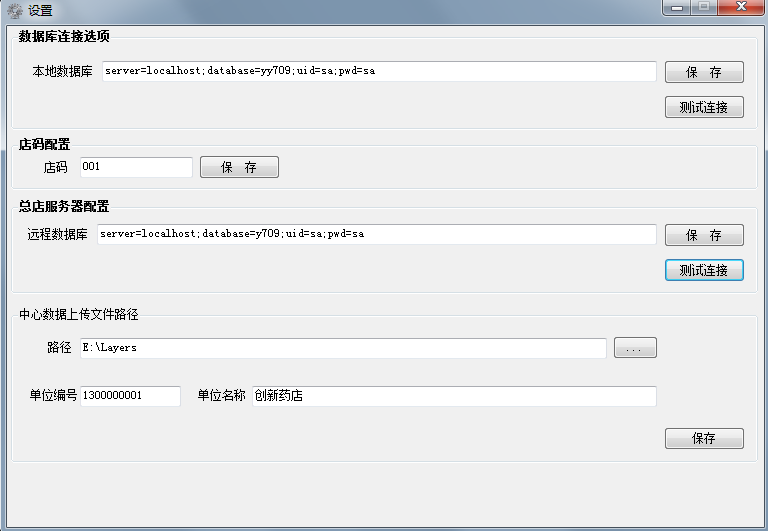 设置
数据库连接选项
本地数据库 server=localhost;database=yy709;uid=sa;pwd=sa 保 存
测试连接
店码配置
店码 001 保 存
总店服务器配置
远程数据库 server=localhost;database=y709;uid=sa;pwd=sa 保 存
测试连接
中心数据上传文件路径
路径 E:\Layers ...
单位编号 1300000001 单位名称 创新药店
保存